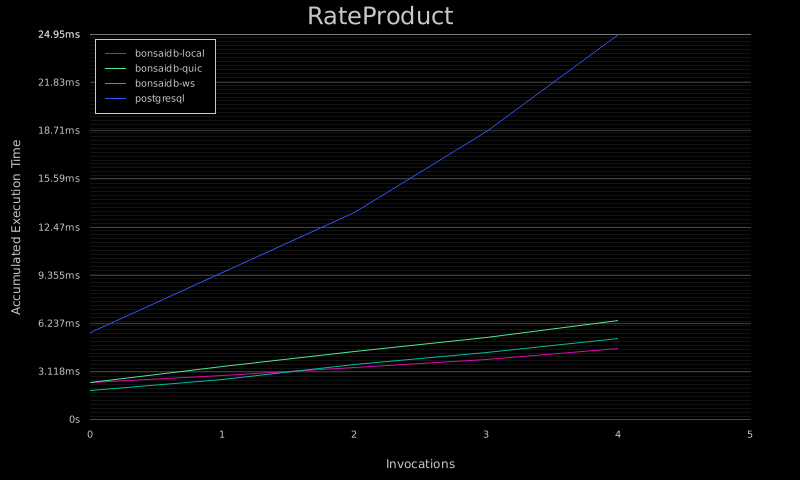 RateProduct
24.95ms
bonsaidb-local
bonsaidb-quic
bonsaidb-ws
postgresql
21.83ms
18.71ms
15.59ms
12.47ms
9.355ms
6.237ms
3.118ms
0s
Accumulated Execution Time
0 1 2 3 4 5
Invocations